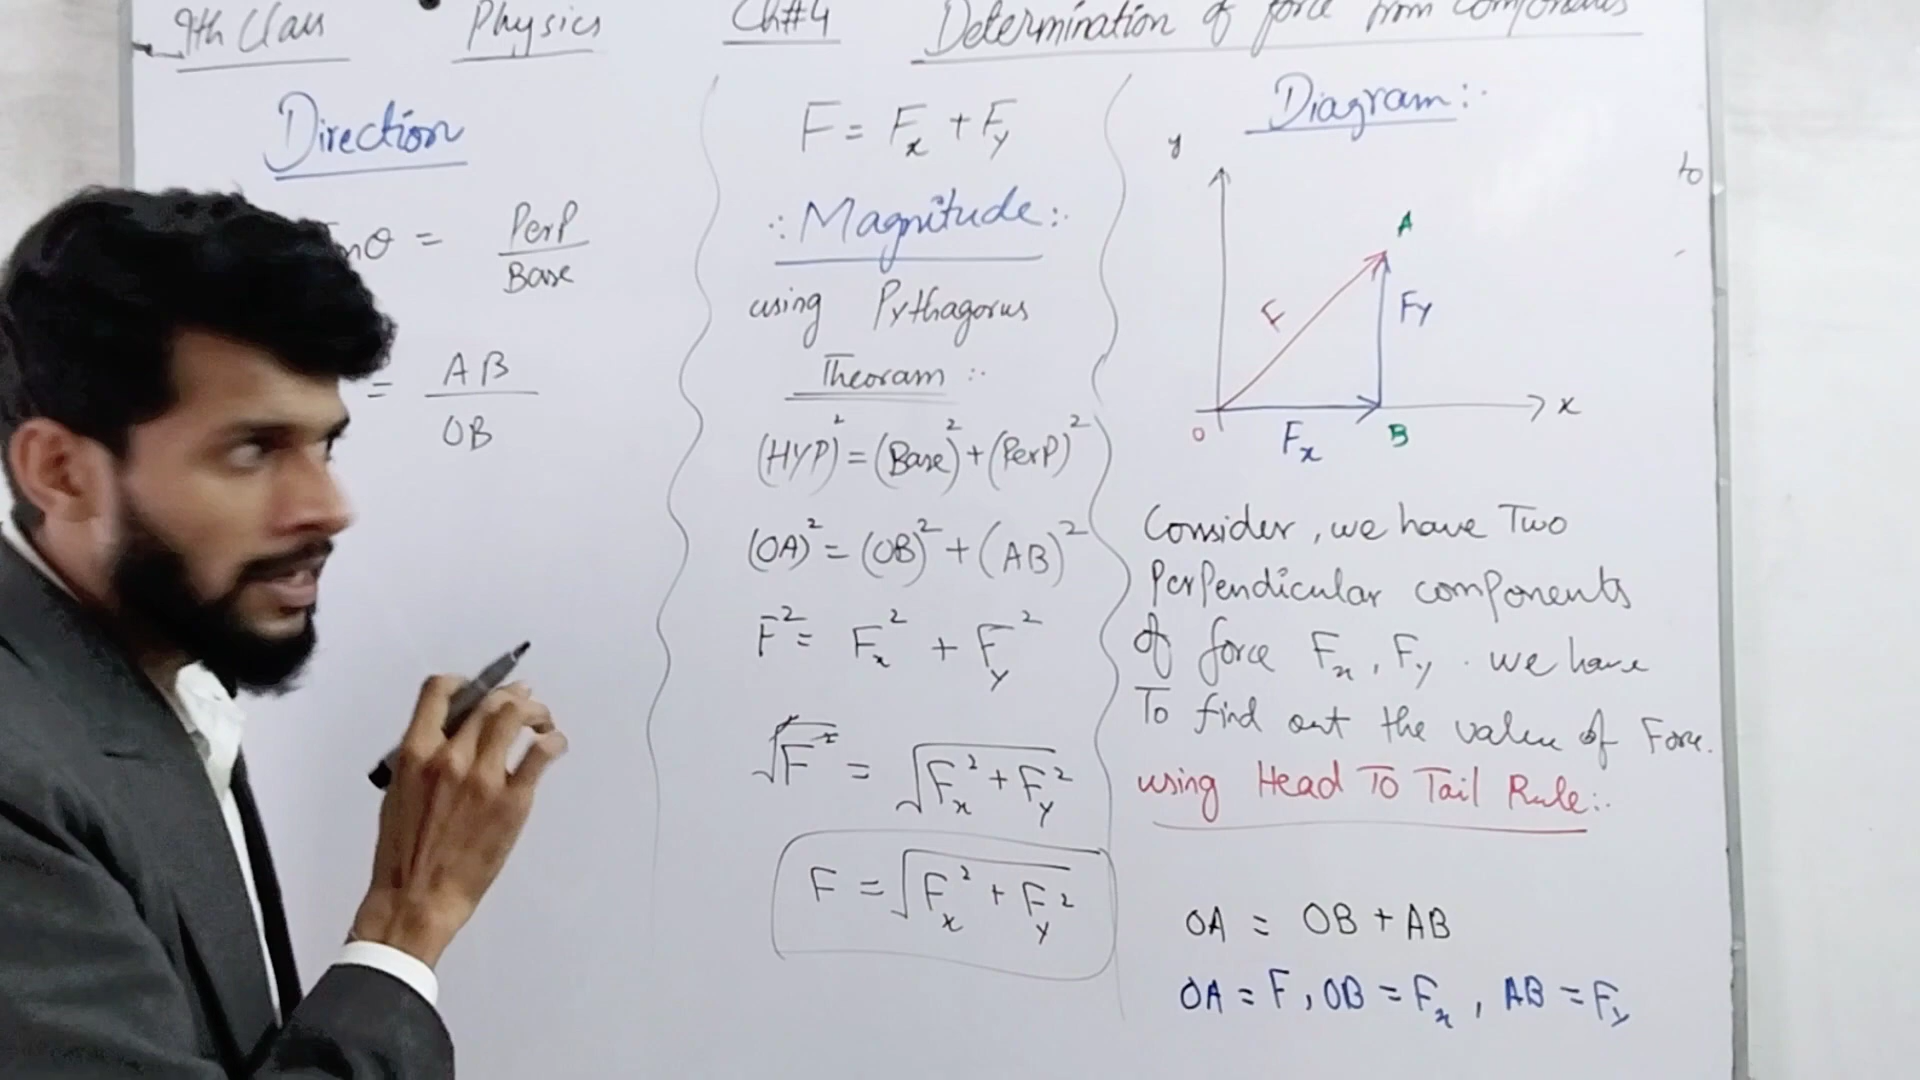 9th Class Physics Ch#4 Determination of force from components
Direction
nθ = PerP / Base
= AB / OB
F = Fx + Fy
∴ Magnitude:
using Pythagorus
Theoram :
(HYP)² = (Base)² + (PerP)²
(OA)² = (OB)² + (AB)²
F² = Fx² + Fy²
√F² = √Fx² + Fy²
F = √Fx² + Fy²
Diagram:
y
A
F
Fy
O
Fx
B
x
to
Consider, we have Two
Perpendicular components
of force Fx, Fy. we have
To find out the value of Force.
using Head To Tail Rule:
OA = OB + AB
OA = F, OB = Fx, AB = Fy